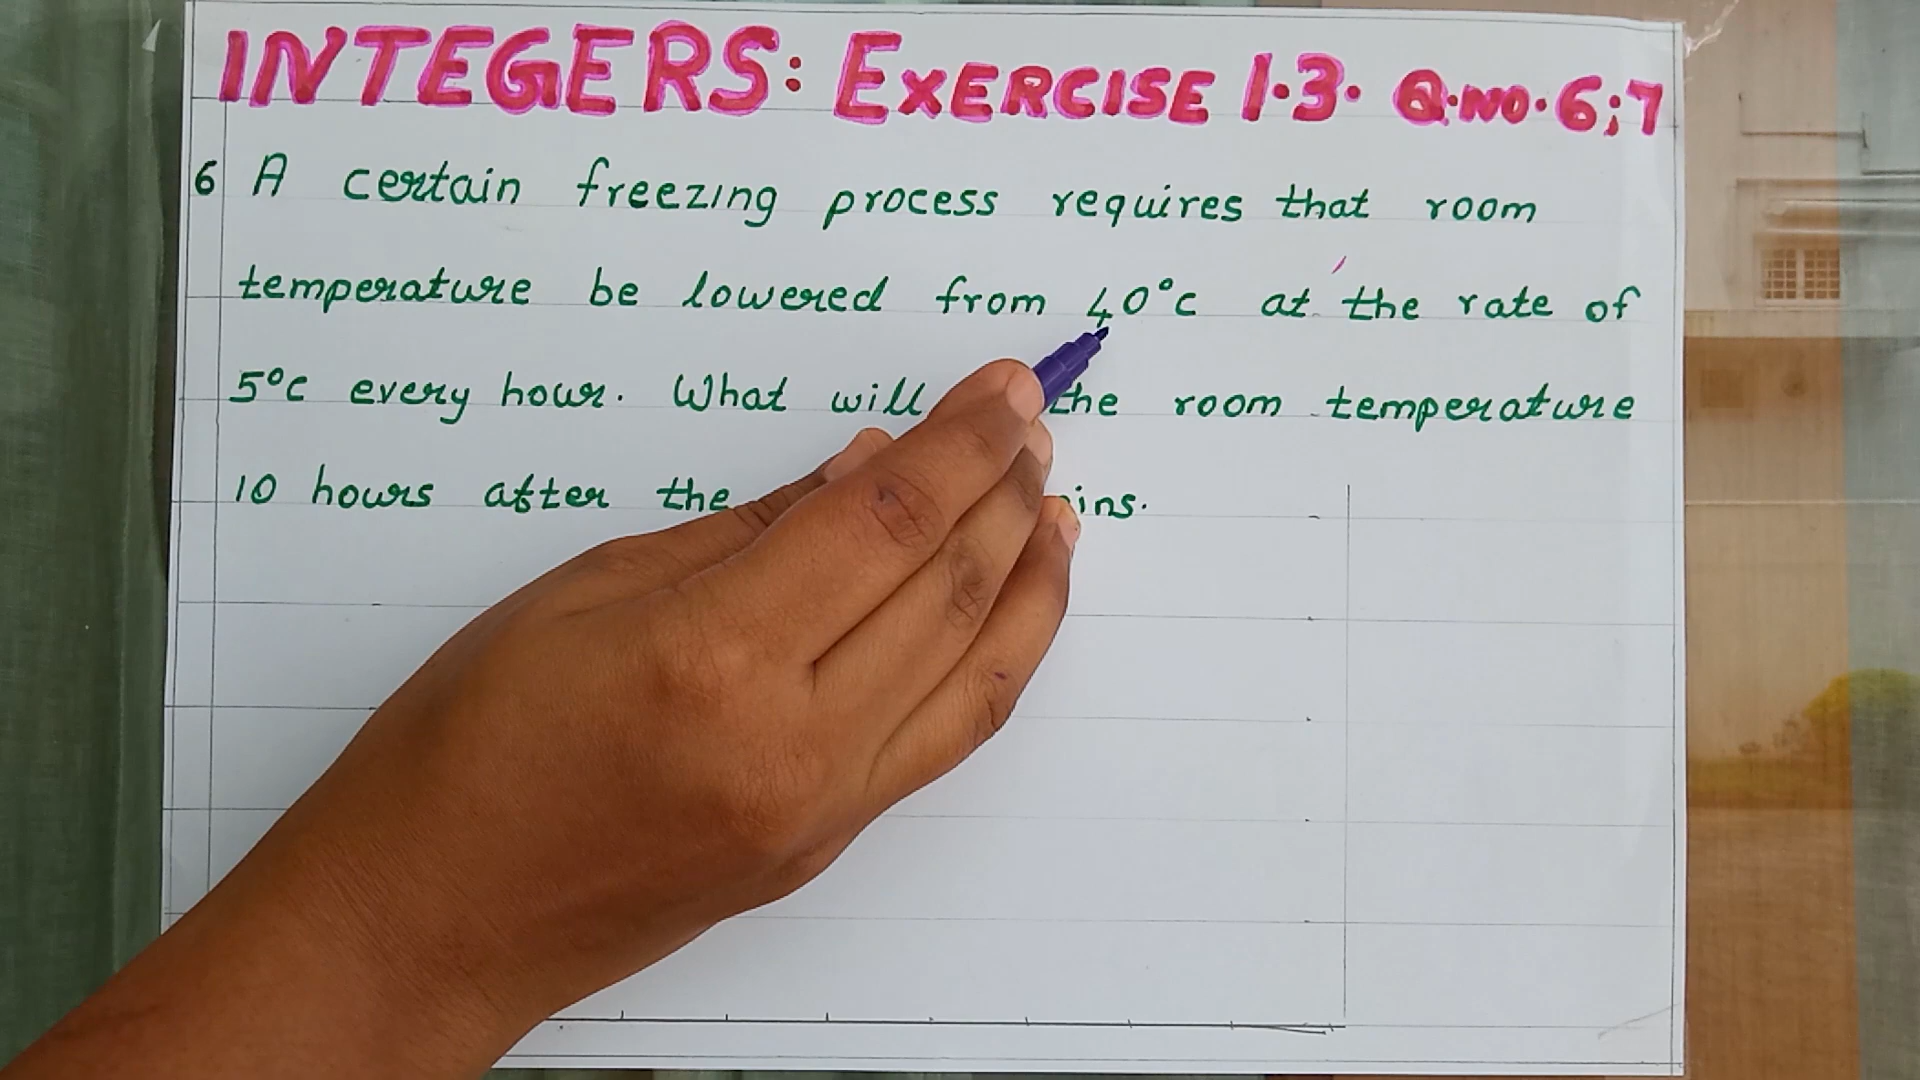 INTEGERS: EXERCISE 1.3. Q.NO.6;7
6 A certain freezing process requires that room
temperature be lowered from 40°c at the rate of
5°c every hour. What will the room temperature
10 hours after the ins.